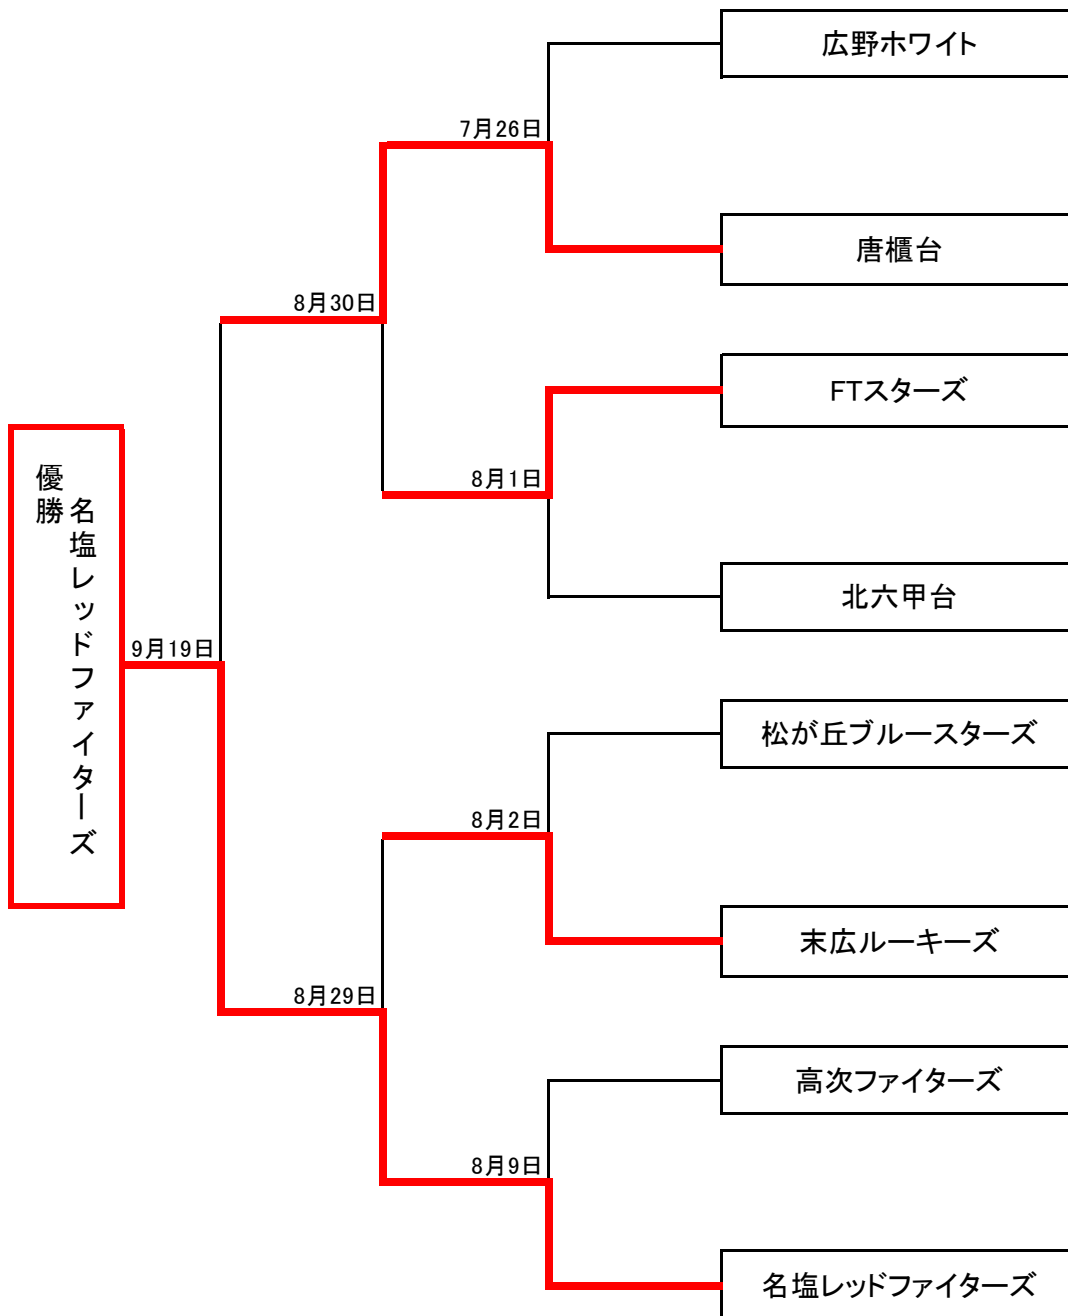 広野ホワイト
7月26日
唐櫃台
8月30日
FTスターズ
8月1日
北六甲台
優勝
名塩レッドファイターズ
9月19日
松が丘ブルースターズ
8月2日
末広ルーキーズ
8月29日
高次ファイターズ
8月9日
名塩レッドファイターズ